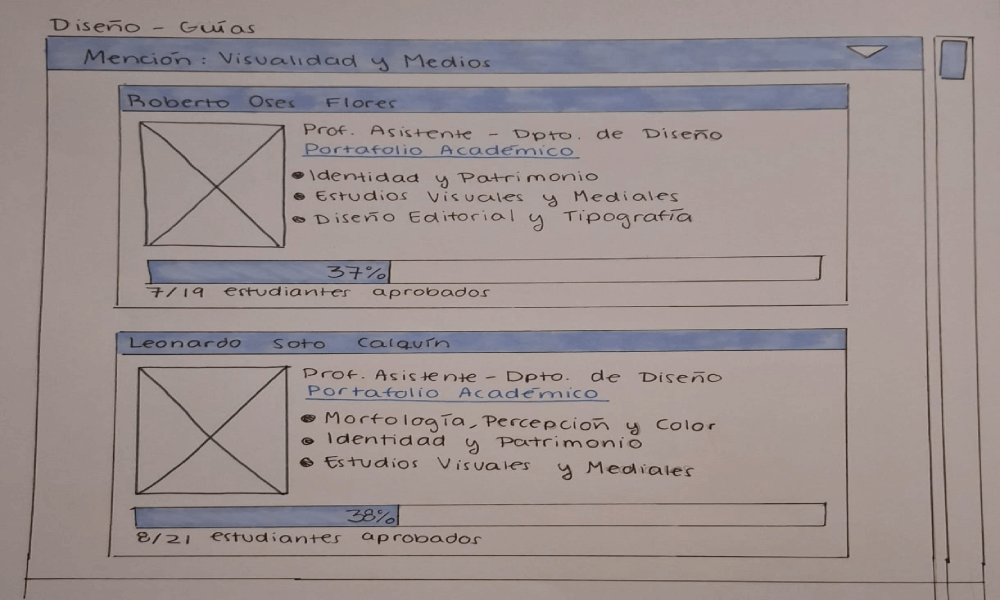 Diseño - Guías
Mención: Visualidad y Medios
Roberto Oses Flores
Prof. Asistente - Dpto. de Diseño
Portafolio Académico
• Identidad y Patrimonio
• Estudios Visuales y Mediales
• Diseño Editorial y Tipografía
37%
7/19 estudiantes aprobados
Leonardo Soto Calquín
Prof. Asistente - Dpto. de Diseño
Portafolio Académico
• Morfología, Percepción y Color
• Identidad y Patrimonio
• Estudios Visuales y Mediales
38%
8/21 estudiantes aprobados